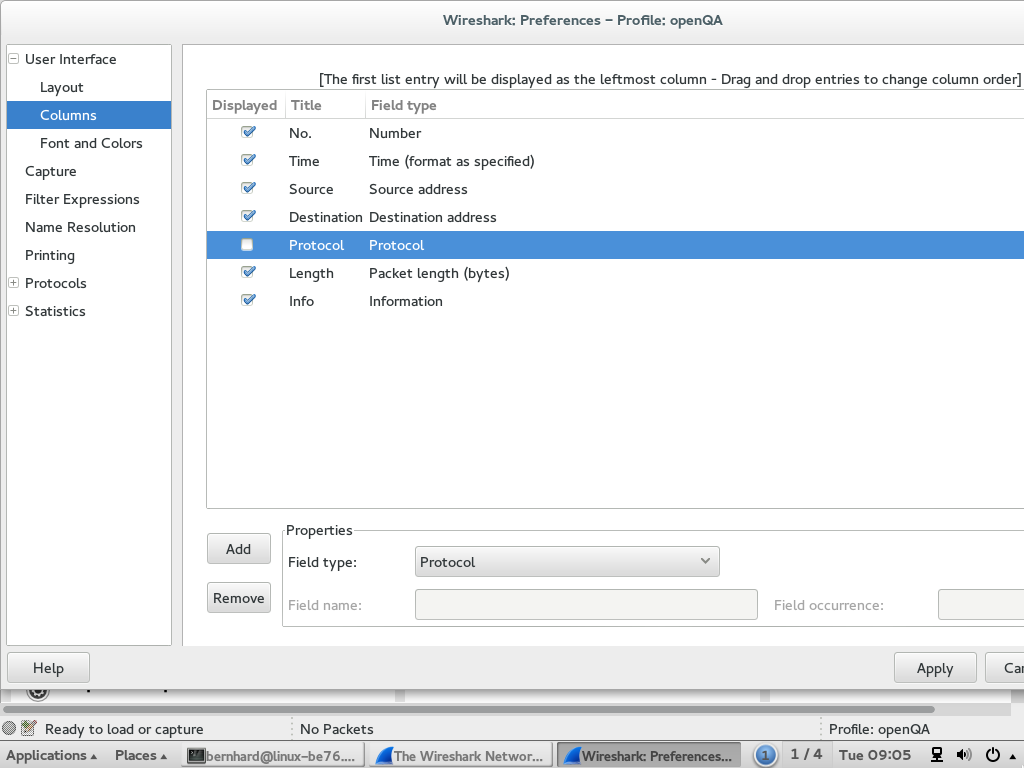 Wireshark: Preferences – Profile: openQA
User Interface
Layout
Columns
Font and Colors
Capture
Filter Expressions
Name Resolution
Printing
Protocols
Statistics
[The first list entry will be displayed as the leftmost column - Drag and drop entries to change column order]
Displayed Title Field type
No. Number
Time Time (format as specified)
Source Source address
Destination Destination address
Protocol Protocol
Length Packet length (bytes)
Info Information
Add
Remove
Properties
Field type: Protocol
Field name: Field occurrence:
Help Apply Can
Ready to load or capture No Packets Profile: openQA
Applications Places bernhard@linux-be76.... The Wireshark Networ... Wireshark: Preferences... 1 1 / 4 Tue 09:05